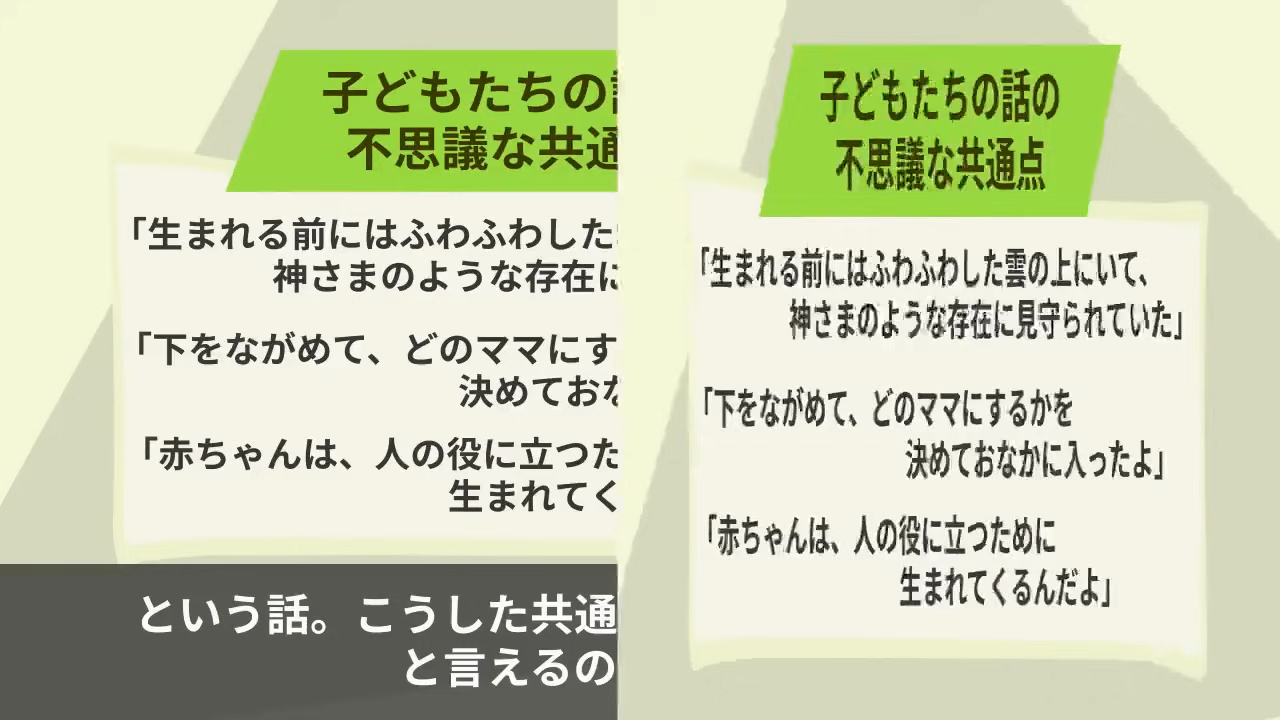 子どもたちの
不思議な共通
「生まれる前にはふわふわした
神さまのような存在に
「下をながめて、どのママにす
決めておな
「赤ちゃんは、人の役に立つた
生まれてく
という話。こうした共通
と言えるの
子どもたちの話の
不思議な共通点
「生まれる前にはふわふわした雲の上にいて、
神さまのような存在に見守られていた」
「下をながめて、どのママにするかを
決めておなかに入ったよ」
「赤ちゃんは、人の役に立つために
生まれてくるんだよ」